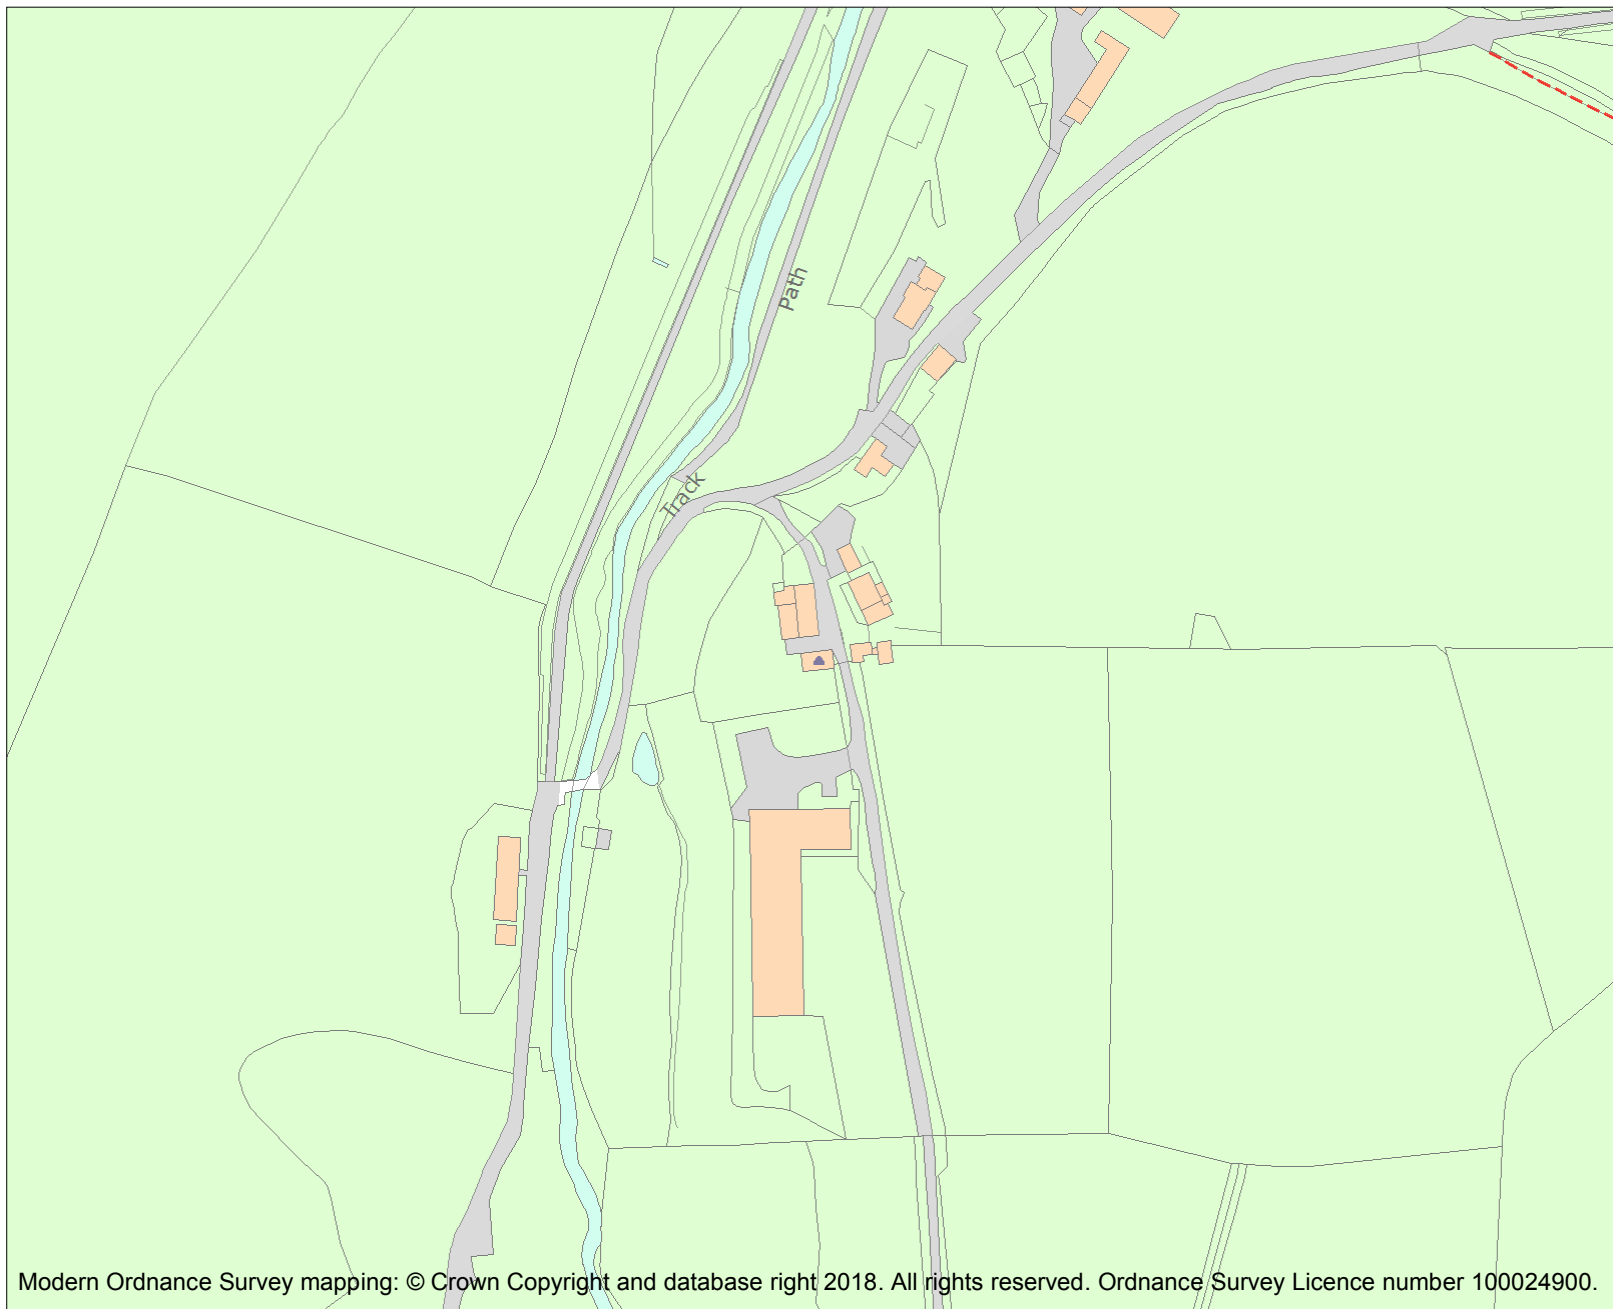 Path
Track
Modern Ordnance Survey mapping: © Crown Copyright and database right 2018. All rights reserved. Ordnance Survey Licence number 100024900.